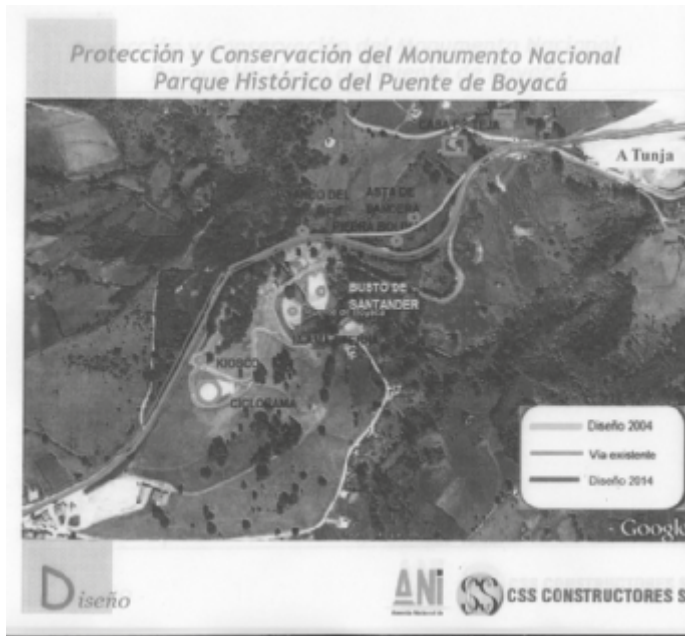 Protección y Conservación del Monumento Nacional
Parque Histórico del Puente de Boyacá
A Tunja
ASTA DE
BANDERA
BUSTO DE
SANTANDER
KIOSCO
CICLORAMA
Diseño 2004
Vía existente
Diseño 2014
Google
Diseño
ANi
CSS CONSTRUCTORES S